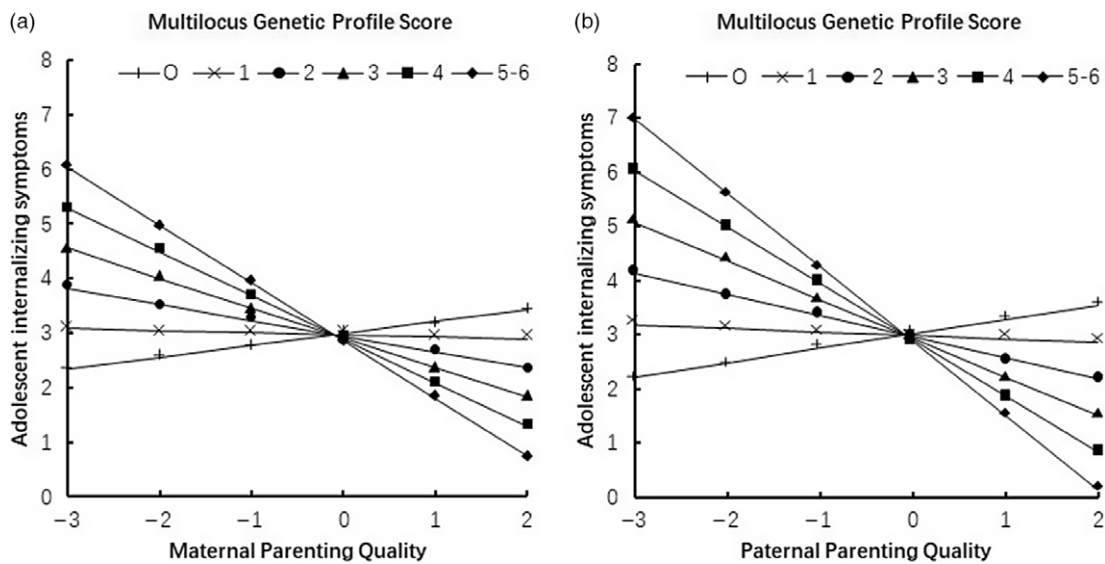 (a)
Multilocus Genetic Profile Score
O 1 2 3 4 5-6
8
7
6
5
4
3
2
1
0
−3 −2 −1 0 1 2
Adolescent internalizing symptoms
Maternal Parenting Quality
(b)
Multilocus Genetic Profile Score
O 1 2 3 4 5-6
8
7
6
5
4
3
2
1
0
−3 −2 −1 0 1 2
Adolescent internalizing symptoms
Paternal Parenting Quality